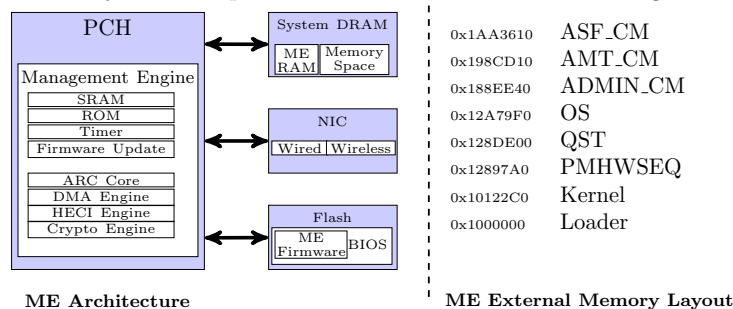 PCH
Management Engine
SRAM
ROM
Timer
Firmware Update
ARC Core
DMA Engine
HECI Engine
Crypto Engine
System DRAM
ME RAM
Memory Space
NIC
Wired
Wireless
Flash
ME Firmware
BIOS
ME Architecture
0x1AA3610 ASF_CM
0x198CD10 AMT_CM
0x188EE40 ADMIN_CM
0x12A79F0 OS
0x128DE00 QST
0x12897A0 PMHWSEQ
0x10122C0 Kernel
0x1000000 Loader
ME External Memory Layout